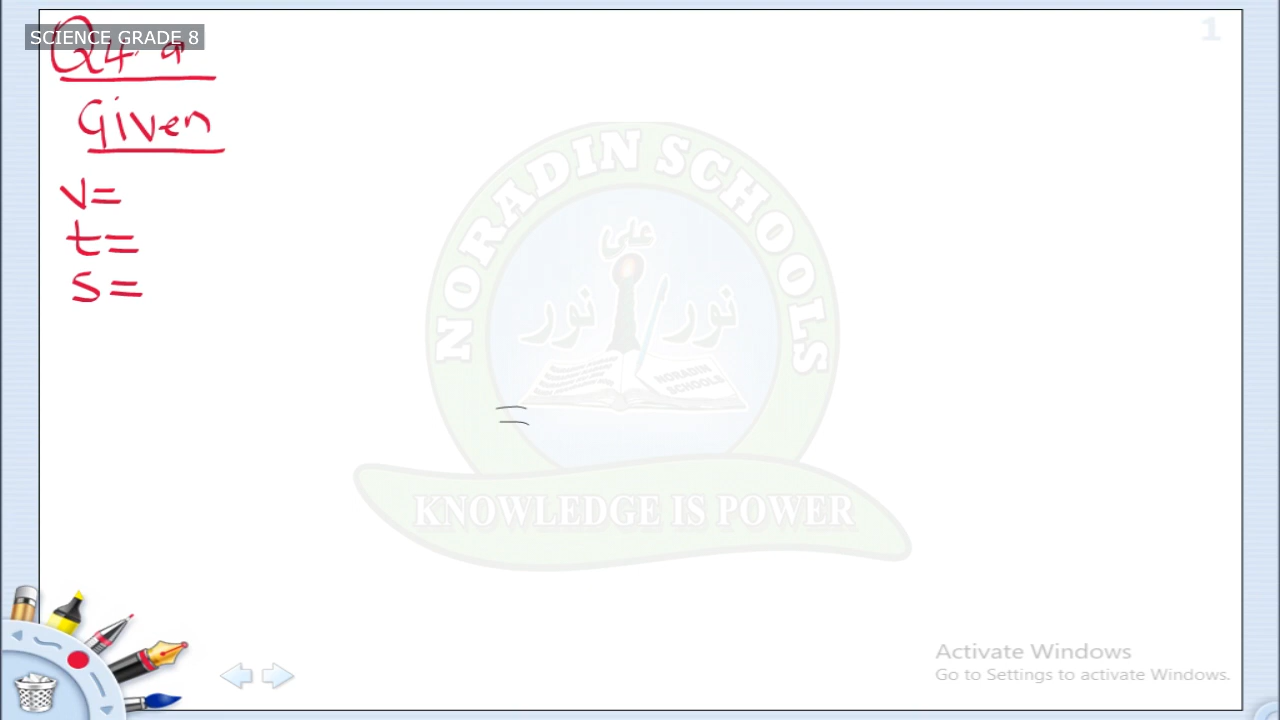 SCIENCE GRADE 8
1
Q4.a
Given
V=
t=
S=
=
NORADIN SCHOOLS
على
نور نور
NORADIN
SCHOOLS
KNOWLEDGE IS POWER
Activate Windows
Go to Settings to activate Windows.